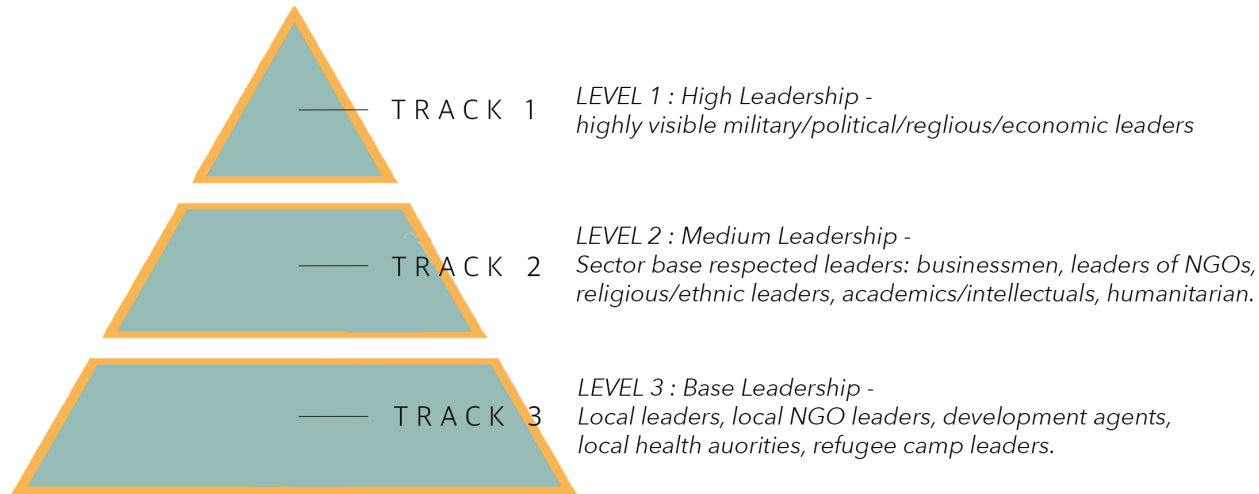 TRACK 1
LEVEL 1 : High Leadership -
highly visible military/political/reglious/economic leaders
TRACK 2
LEVEL 2 : Medium Leadership -
Sector base respected leaders: businessmen, leaders of NGOs,
religious/ethnic leaders, academics/intellectuals, humanitarian.
TRACK 3
LEVEL 3 : Base Leadership -
Local leaders, local NGO leaders, development agents,
local health auorities, refugee camp leaders.